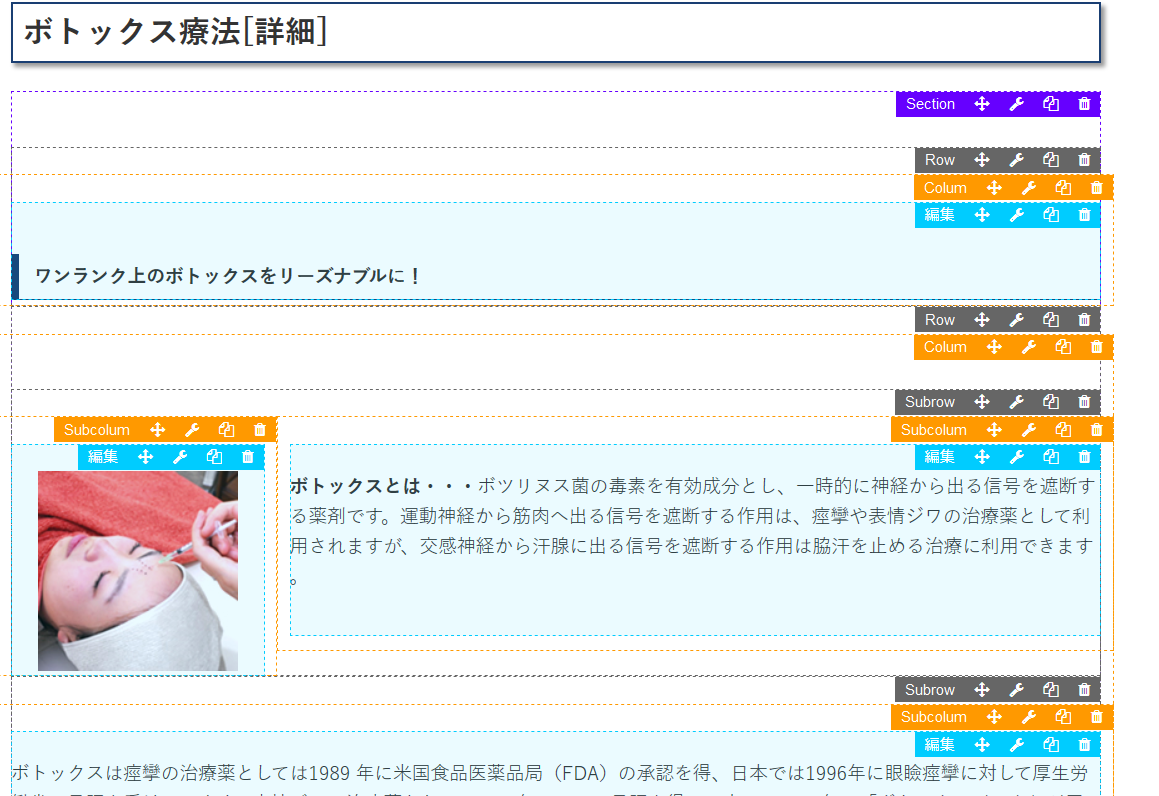 ボトックス療法[詳細]
Section
Row
Colum
編集
ワンランク上のボトックスをリーズナブルに！
Row
Colum
Subrow
Subcolum
Subcolum
編集
編集
ボトックスとは・・・ボツリヌス菌の毒素を有効成分とし、一時的に神経から出る信号を遮断す
る薬剤です。運動神経から筋肉へ出る信号を遮断する作用は、痙攣や表情ジワの治療薬として利
用されますが、交感神経から汗腺に出る信号を遮断する作用は脇汗を止める治療に利用できます
。
Subrow
Subcolum
編集
ボトックスは痙攣の治療薬としては1989 年に米国食品医薬品局（FDA）の承認を得、日本では1996年に眼瞼痙攣に対して厚生労